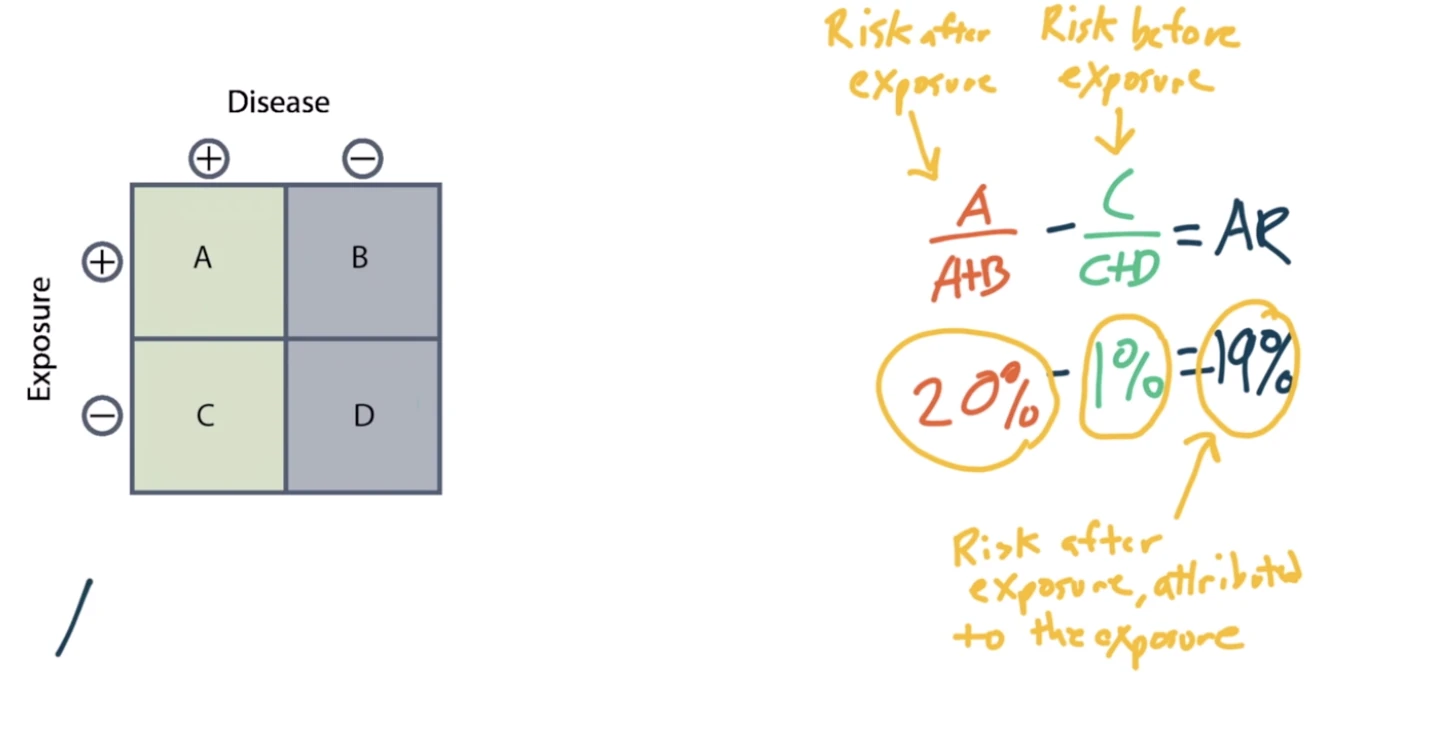 Disease
+ −
Exposure
+ A B
− C D
Risk after
exposure
Risk before
exposure
A/A+B - C/C+D = AR
20% - 1% = 19%
Risk after
exposure, attributed
to the exposure